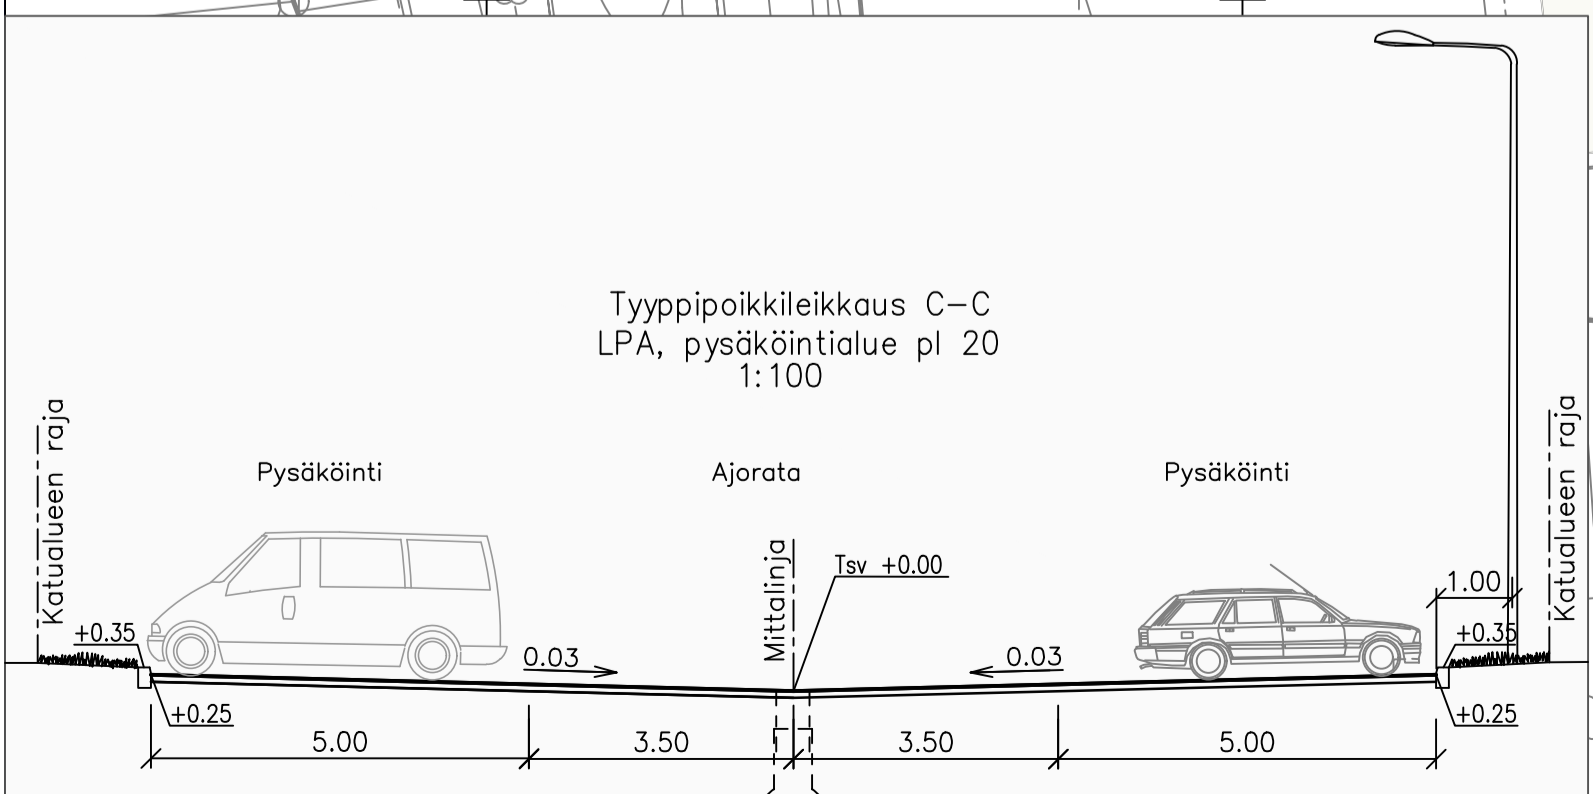 Tyyppipoikkileikkaus C-C
LPA, pysäköintialue pl 20
1:100
Katualueen raja
Pysäköinti
Ajorata
Pysäköinti
Katualueen raja
Mittalinja
Tsv +0.00
1.00
+0.35
+0.35
0.03
0.03
+0.25
+0.25
5.00
3.50
3.50
5.00